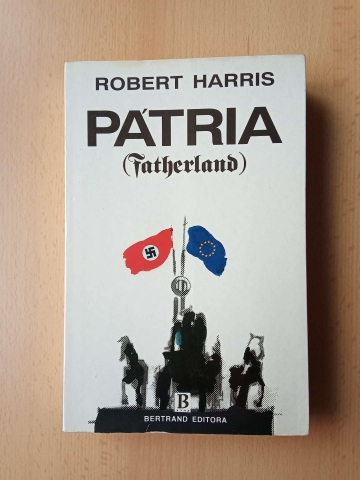 ROBERT HARRIS
PÁTRIA
(Fatherland)
B
BERTRAND EDITORA